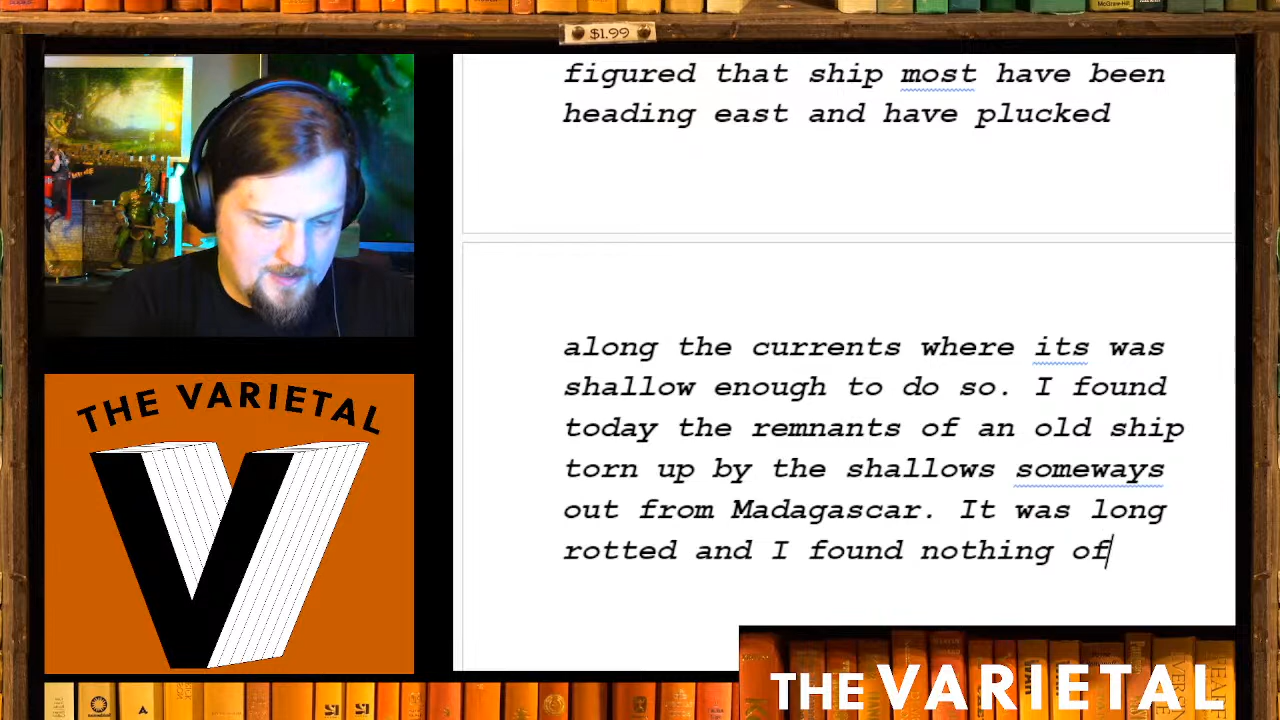 McGraw-Hill
$1.99
figured that ship most have been
heading east and have plucked
along the currents where its was
shallow enough to do so. I found
today the remnants of an old ship
torn up by the shallows someways
out from Madagascar. It was long
rotted and I found nothing of
THE VARIETAL
V
THE VARIETAL